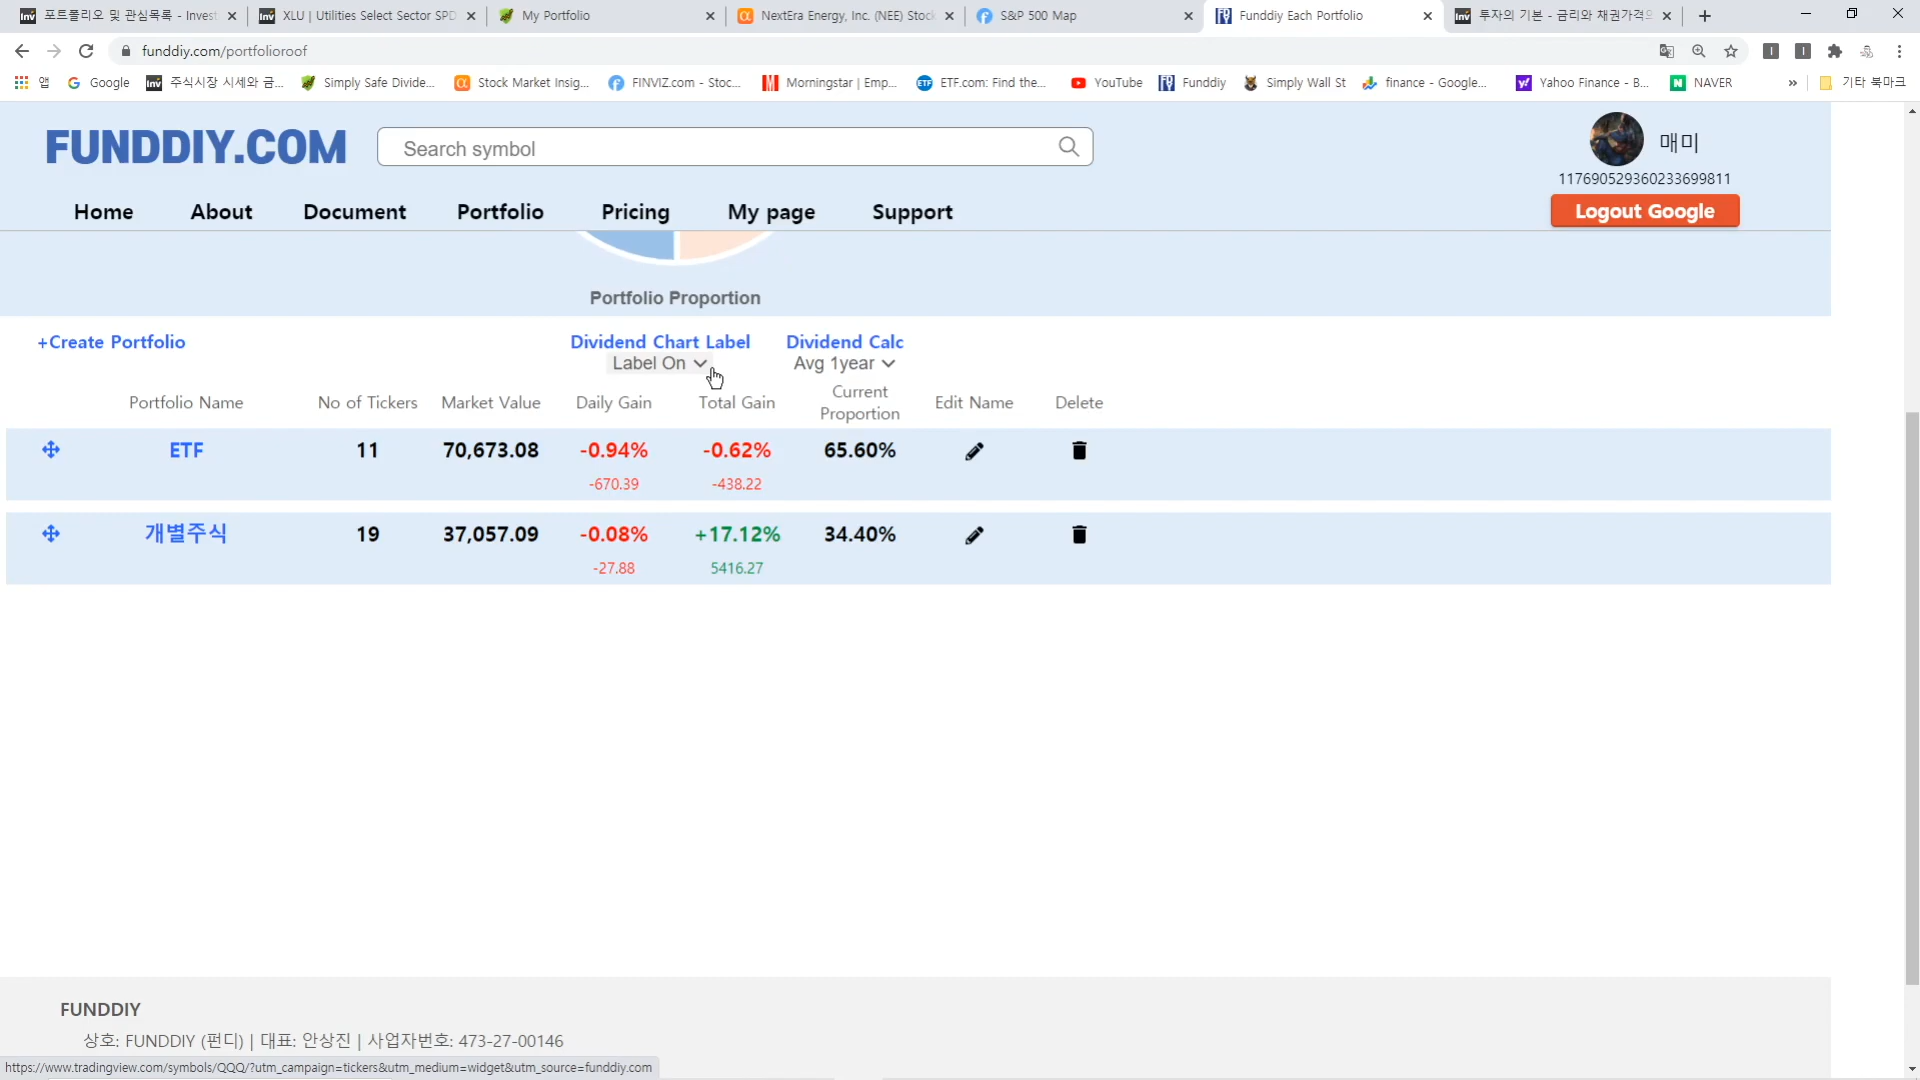 포트폴리오 및 관심목록 - Invest
XLU | Utilities Select Sector SPD
My Portfolio
NextEra Energy, Inc. (NEE) Stock
S&P 500 Map
Funddiy Each Portfolio
투자의 기본 - 금리와 채권가격의
funddiy.com/portfolioroof
앱
Google
주식시장 시세와 금...
Simply Safe Divide...
Stock Market Insig...
FINVIZ.com - Stoc...
Morningstar | Emp...
ETF.com: Find the...
YouTube
Funddiy
Simply Wall St
finance - Google...
Yahoo Finance - B...
NAVER
»
기타 북마크
FUNDDIY.COM
Search symbol
매미
117690529360233699811
Home
About
Document
Portfolio
Pricing
My page
Support
Logout Google
Portfolio Proportion
+Create Portfolio
Dividend Chart Label
Dividend Calc
Label On
Avg 1year
Portfolio Name
No of Tickers
Market Value
Daily Gain
Total Gain
Current
Proportion
Edit Name
Delete
ETF
11
70,673.08
-0.94%
-0.62%
65.60%
-670.39
-438.22
개별주식
19
37,057.09
-0.08%
+17.12%
34.40%
-27.88
5416.27
FUNDDIY
상호: FUNDDIY (펀디) | 대표: 안상진 | 사업자번호: 473-27-00146
https://www.tradingview.com/symbols/QQQ/?utm_campaign=tickers&utm_medium=widget&utm_source=funddiy.com